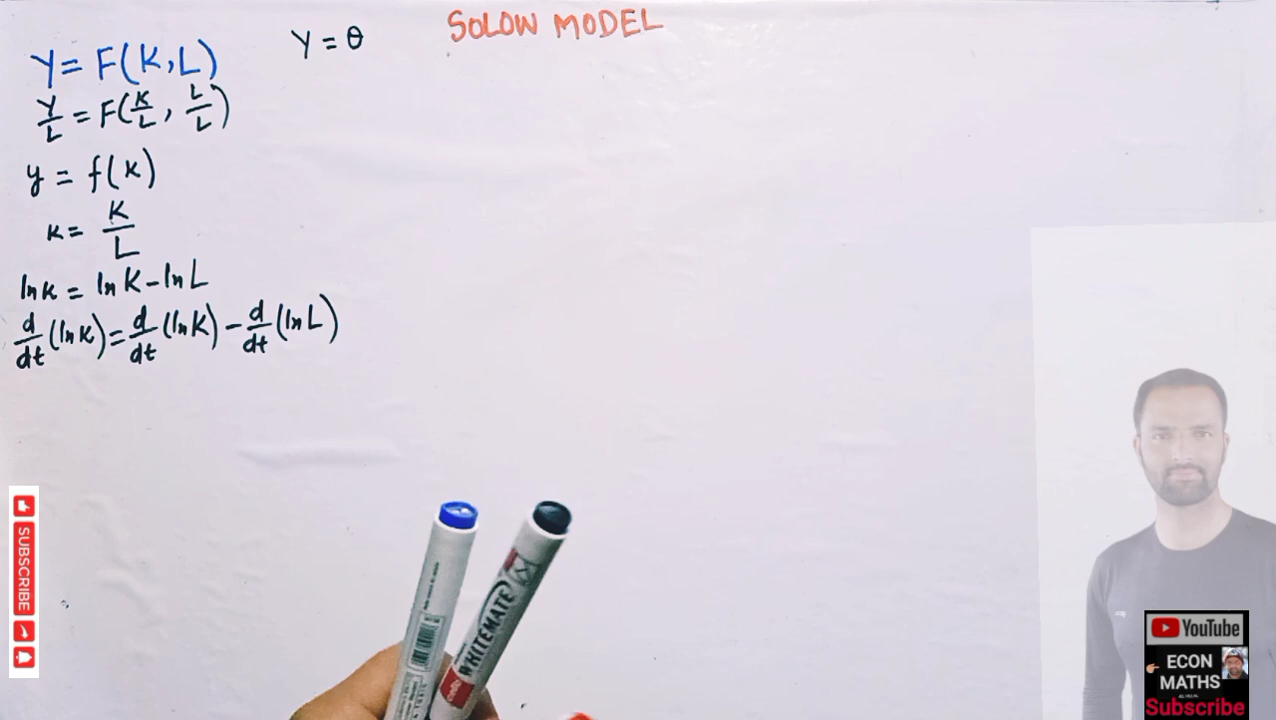 SOLOW MODEL
Y = F(K,L)
Y/L = F(K/L, L/L)
y = f(k)
k = K/L
ln k = ln K - ln L
d/dt (ln k) = d/dt (ln K) - d/dt (ln L)
Y = θ
WHITEMATE
SUBSCRIBE
YouTube
ECON
MATHS
Subscribe